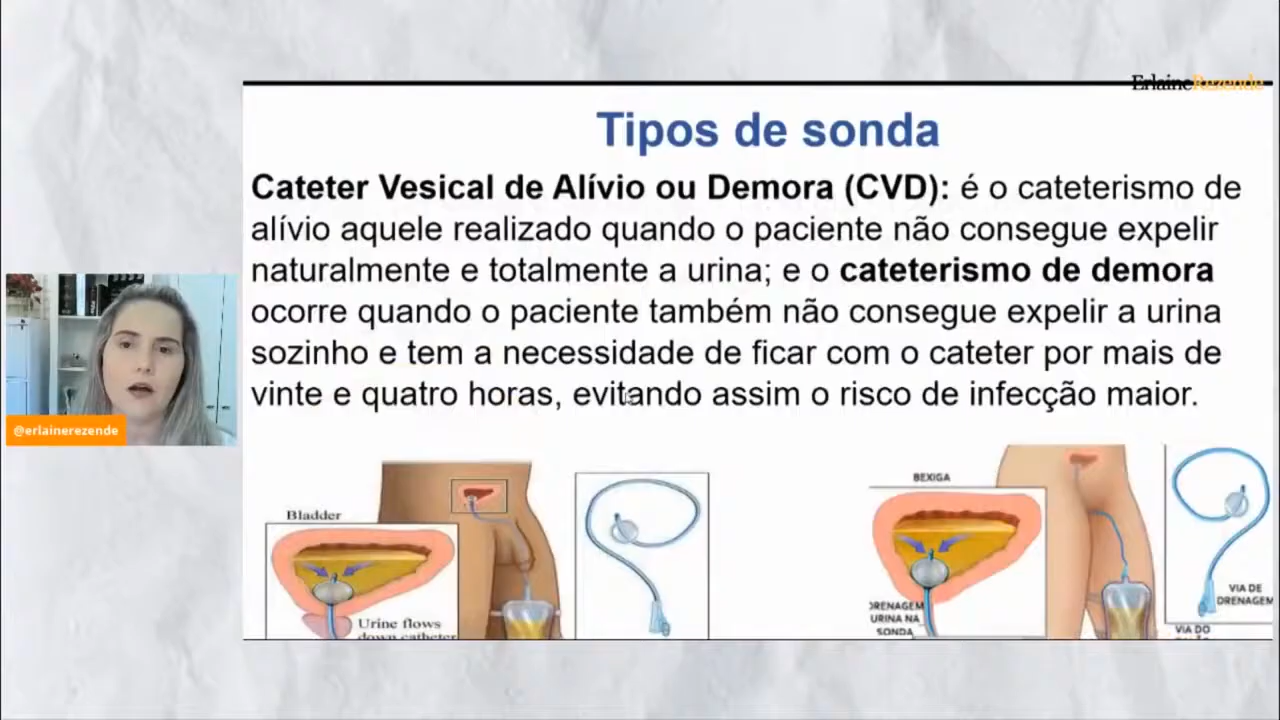 ErlaineRezende
Tipos de sonda
Cateter Vesical de Alívio ou Demora (CVD): é o cateterismo de
alívio aquele realizado quando o paciente não consegue expelir
naturalmente e totalmente a urina; e o cateterismo de demora
ocorre quando o paciente também não consegue expelir a urina
sozinho e tem a necessidade de ficar com o cateter por mais de
vinte e quatro horas, evitando assim o risco de infecção maior.
@erlainerezende
Bladder
Urine flows
down catheter
BEXIGA
DRENAGEM
URINA NA
SONDA
VIA DE
DRENAGEM
VIA DO